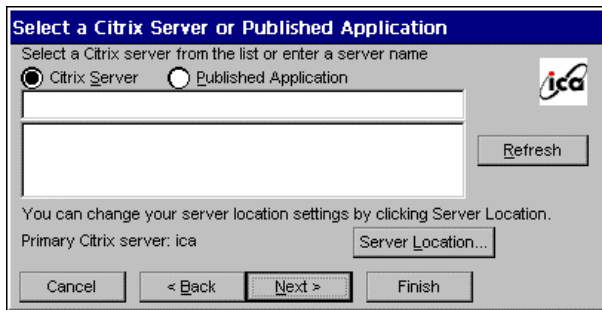 Select a Citrix Server or Published Application
Select a Citrix server from the list or enter a server name
Citrix Server Published Application
ica
Refresh
You can change your server location settings by clicking Server Location.
Primary Citrix server: ica Server Location...
Cancel < Back Next > Finish